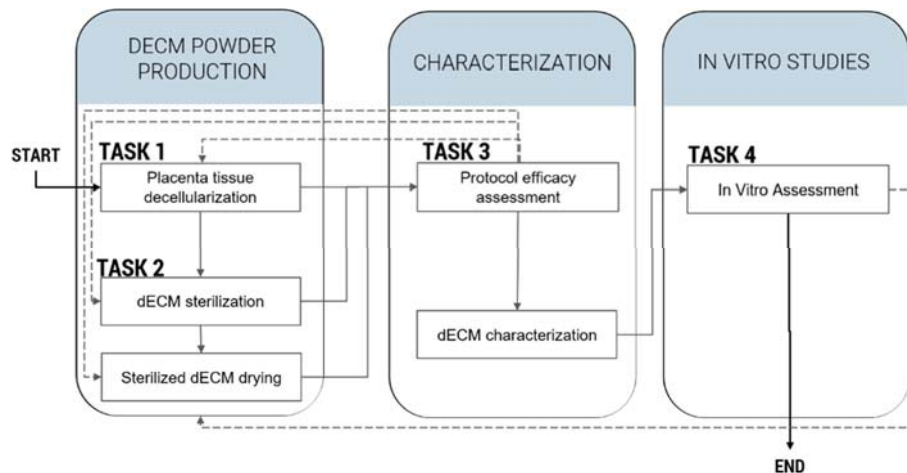 DECM POWDER
PRODUCTION
CHARACTERIZATION
IN VITRO STUDIES
START
TASK 1
Placenta tissue
decellularization
TASK 2
dECM sterilization
Sterilized dECM drying
TASK 3
Protocol efficacy
assessment
dECM characterization
TASK 4
In Vitro Assessment
END